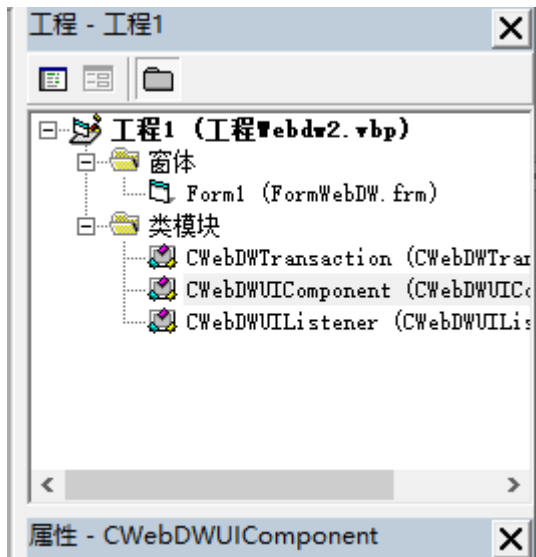 工程 - 工程1
工程1 (工程Webdw2.vbp)
窗体
Form1 (FormWebDW.frm)
类模块
CWebDWTransaction (CWebDWTran
CWebDWUIComponent (CWebDWUICo
CWebDWUIListener (CWebDWUILis
属性 - CWebDWUIComponent